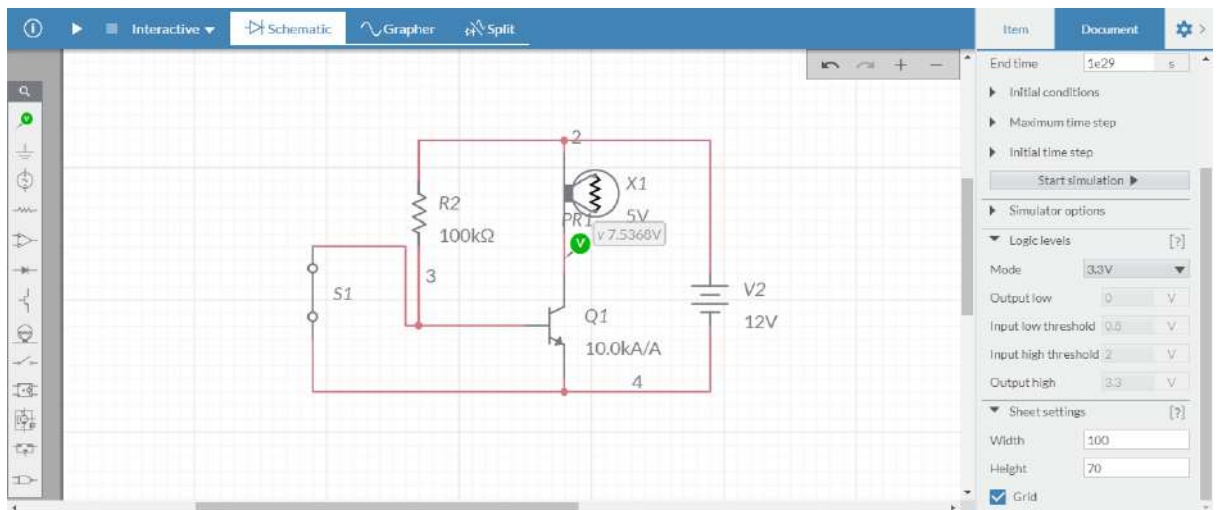 Interactive
Schematic
Grapher
Split
Item
Document
End time 1e29 s
Initial conditions
Maximum time step
Initial time step
Start simulation
Simulator options
Logic levels [?]
Mode 3.3V
Output low 0 V
Input low threshold 0.8 V
Input high threshold 2 V
Output high 3.3 V
Sheet settings [?]
Width 100
Height 70
Grid
2
R2
100kΩ
X1
5V
PR1
V
v 7.5368V
3
S1
Q1
10.0kA/A
V2
12V
4